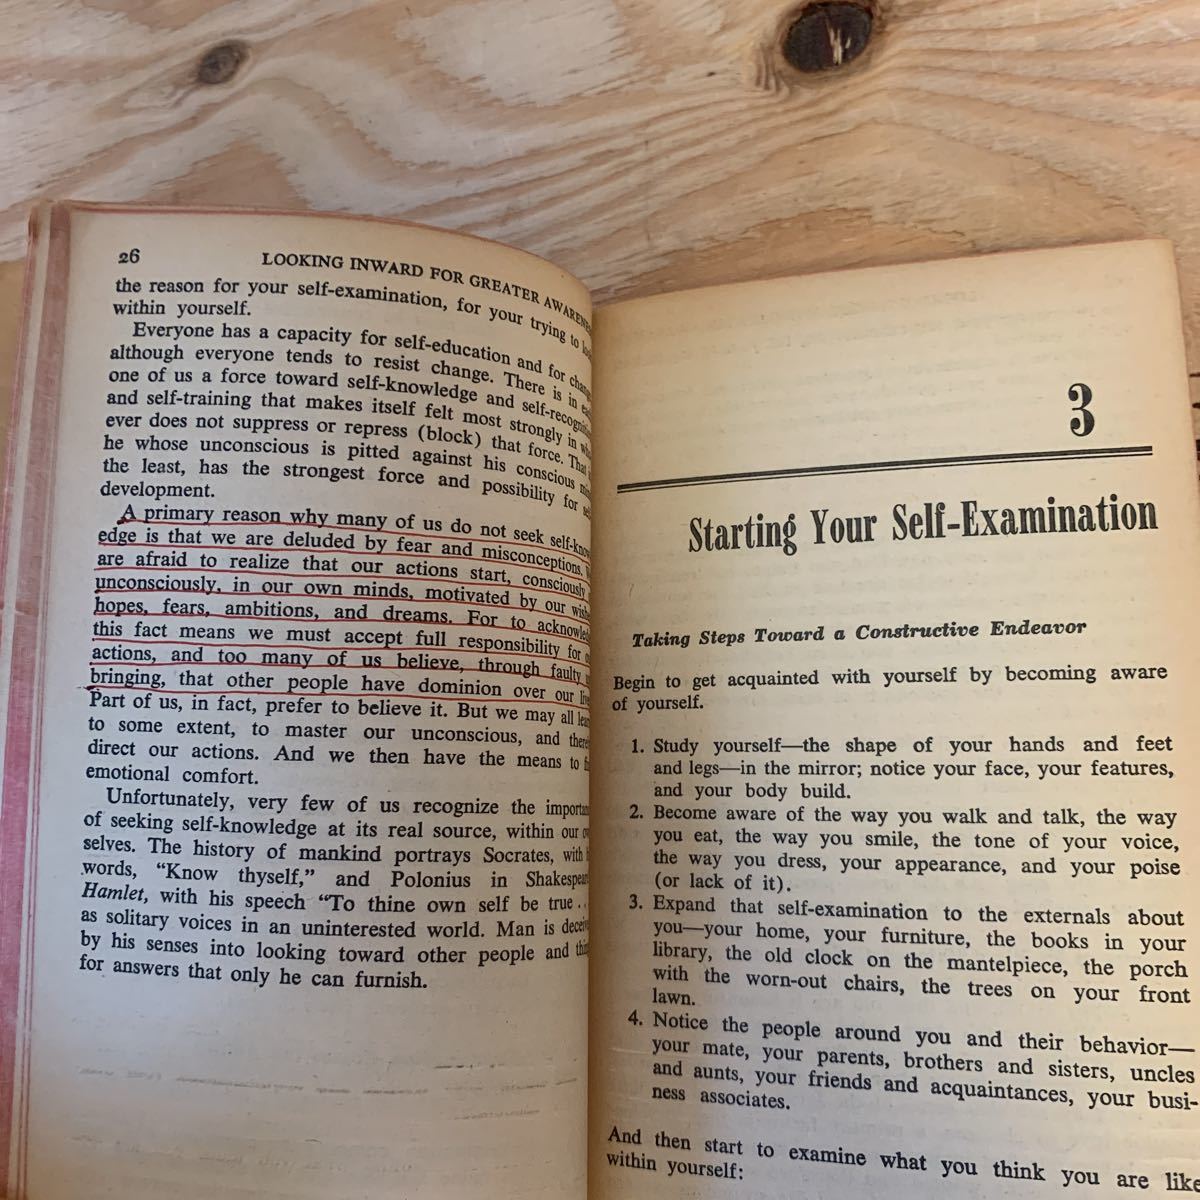 26 LOOKING INWARD FOR GREATER
the reason for your self-examination, for your trying to
within yourself.
Everyone has a capacity for self-education and for
although everyone tends to resist change. There is in
one of us a force toward self-knowledge and
and self-training that makes itself felt most strongly in
ever does not suppress or repress (block) that force.
he whose unconscious is pitted against his conscious
the least, has the strongest force and possibility for
development.
A primary reason why many of us do not seek
edge is that we are deluded by fear and misconceptions.
are afraid to realize that our actions start, consciously
unconsciously, in our own minds, motivated by our
hopes, fears, ambitions, and dreams. For to
this fact means we must accept full responsibility for
actions, and too many of us believe, through faulty
bringing, that other people have dominion over our
Part of us, in fact, prefer to believe it. But we may all
to some extent, to master our unconscious, and
direct our actions. And we then have the means to
emotional comfort.
Unfortunately, very few of us recognize the
of seeking self-knowledge at its real source, within our
selves. The history of mankind portrays Socrates, with
words, “Know thyself,” and Polonius in
Hamlet, with his speech “To thine own self be true . .
as solitary voices in an uninterested world. Man is
by his senses into looking toward other people and
for answers that only he can furnish.
3
Starting Your Self-Examination
Taking Steps Toward a Constructive Endeavor
Begin to get acquainted with yourself by becoming aware
of yourself.
1. Study yourself—the shape of your hands and feet
and legs—in the mirror; notice your face, your features,
and your body build.
2. Become aware of the way you walk and talk, the way
you eat, the way you smile, the tone of your voice,
the way you dress, your appearance, and your poise
(or lack of it).
3. Expand that self-examination to the externals about
you—your home, your furniture, the books in your
library, the old clock on the mantelpiece, the porch
with the worn-out chairs, the trees on your front
lawn.
4. Notice the people around you and their behavior—
your mate, your parents, brothers and sisters, uncles
and aunts, your friends and acquaintances, your busi-
ness associates.
And then start to examine what you think you are like
within yourself: